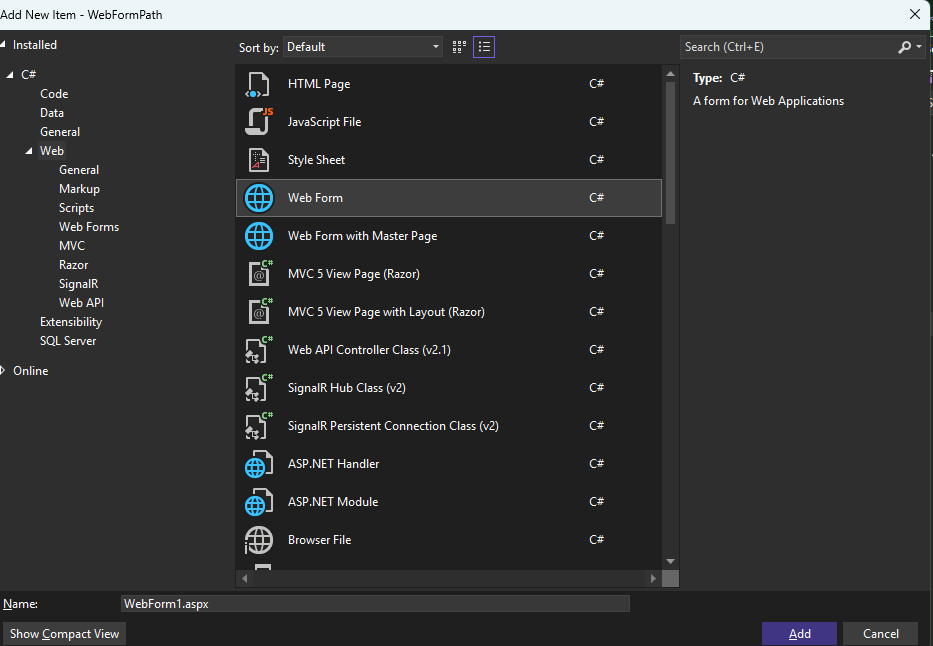 Add New Item - WebFormPath
Installed
C#
Code
Data
General
Web
General
Markup
Scripts
Web Forms
MVC
Razor
SignalR
Web API
Extensibility
SQL Server
Online
Sort by: Default
HTML Page C#
JS
JavaScript File C#
Style Sheet C#
Web Form C#
Web Form with Master Page C#
C#
@
MVC 5 View Page (Razor) C#
C#
@
MVC 5 View Page with Layout (Razor) C#
C#
Web API Controller Class (v2.1) C#
C#
SignalR Hub Class (v2) C#
C#
SignalR Persistent Connection Class (v2) C#
ASP.NET Handler C#
ASP.NET Module C#
Browser File C#
Search (Ctrl+E)
Type: C#
A form for Web Applications
Name: WebForm1.aspx
Show Compact View
Add
Cancel